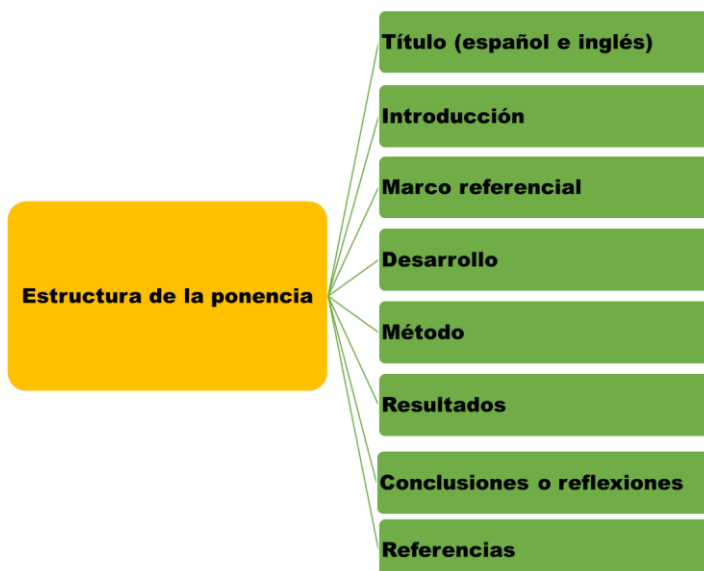 Estructura de la ponencia
Título (español e inglés)
Introducción
Marco referencial
Desarrollo
Método
Resultados
Conclusiones o reflexiones
Referencias